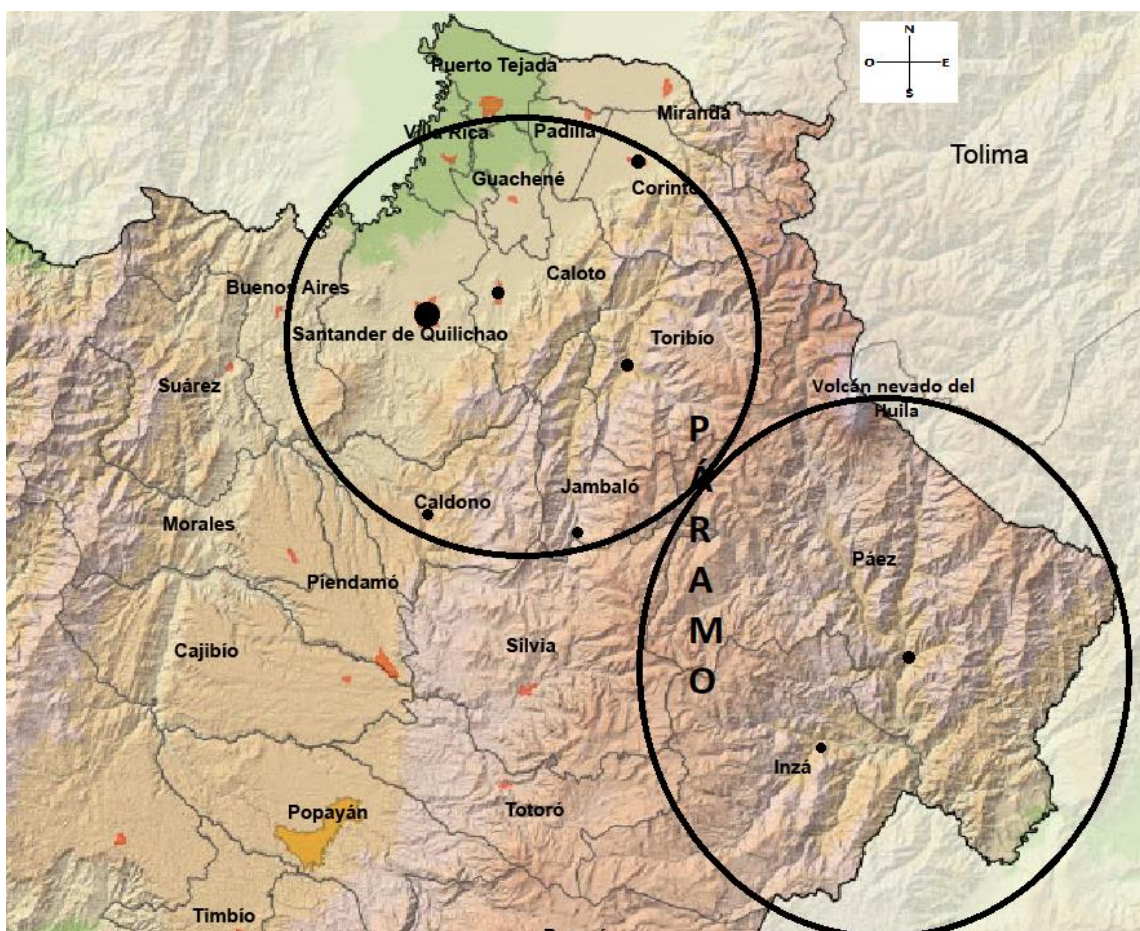 N
O E
S
Puerto Tejada
Miranda
Villa Rica
Padilla
Tolima
Guachené
Corinto
Caloto
Buenos Aires
Santander de Quilichao
Toribío
Suárez
Volcán nevado del
Huila
P
Á
R
A
M
O
Jambaló
Caldono
Morales
Páez
Piendamó
Silvia
Cajibío
Inzá
Popayán
Totoró
Timbío